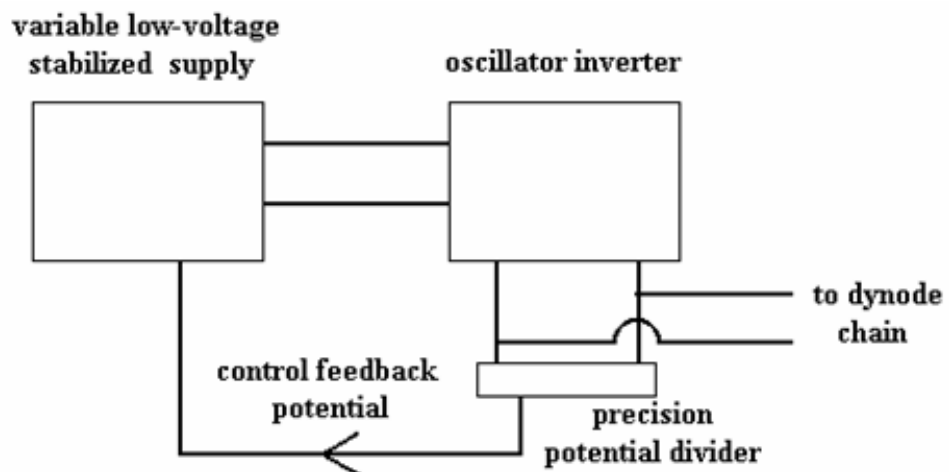 variable low-voltage
stabilized supply
oscillator inverter
to dynode
chain
control feedback
potential
precision
potential divider